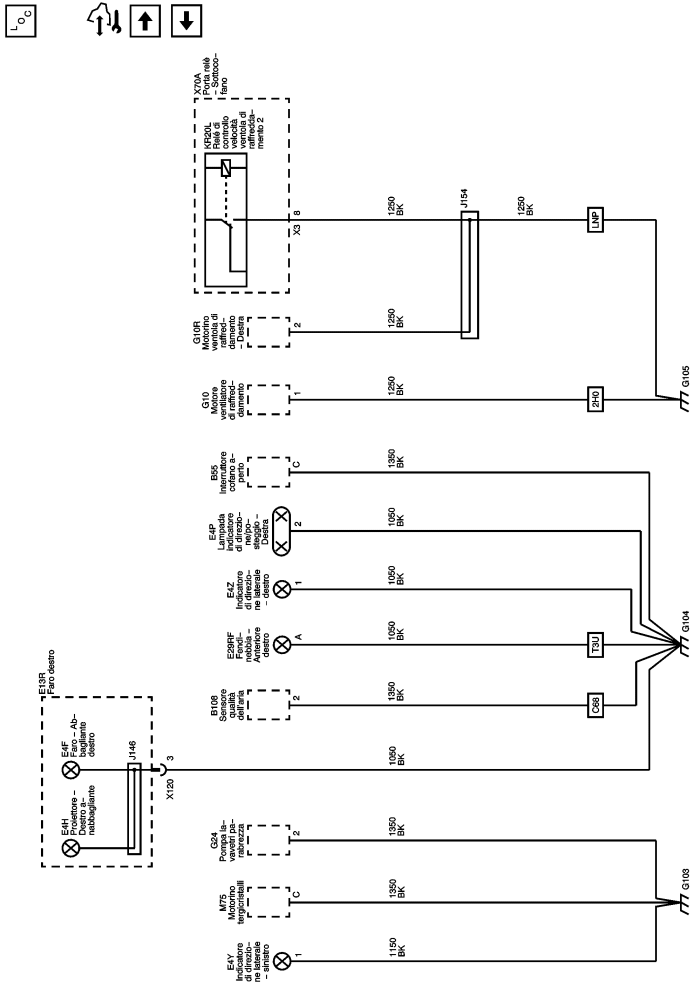 LOC
X70A
Porta relè
– Sottoco–
fano
KR20L
Relè di
controllo
velocità
ventola di
raffredda–
mento 2
8
X3
1250
BK
J154
1250
BK
LNP
G10R
Motorino
ventola di
raffred–
damento
– Destra
2
1250
BK
G10
Motore
ventilatore
di raffred–
damento
1
1250
BK
2H0
G105
B55
Interruttore
cofano a–
perto
C
1350
BK
E4P
Lampada
indicatore
di direzio–
ne/po–
steggio –
Destra
2
1050
BK
E4Z
Indicatore
di direzio–
ne laterale
– destro
1
1050
BK
E29RF
Fendi–
nebbia –
Anteriore
destro
A
1050
BK
T3U
G104
B108
Sensore
qualità
dell'aria
2
1350
BK
C68
E13R
Faro destro
E4F
Faro – Ab–
bagliante
destro
J146
3
X120
1050
BK
E4H
Proiettore –
Destro a–
nabbagliante
G24
Pompa la–
vavetri pa–
rabrezza
2
1350
BK
M75
Motorino
tergicristalli
C
1350
BK
G103
E4Y
Indicatore
di direzio–
ne laterale
– sinistro
1
1150
BK